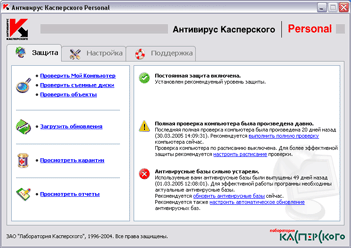 Антивирус Касперского Personal
КАСПЕРСКОГО
Антивирус Касперского Personal
Защита Настройка Поддержка
Проверить Мой Компьютер
Проверить съемные диски
Проверить объекты
Загрузить обновления
Просмотреть карантин
Просмотреть отчеты
Постоянная защита включена.
Установлен рекомендуемый уровень защиты.
Полная проверка компьютера была произведена давно.
Последняя полная проверка компьютера была произведена 20 дней назад
(30.03.2005 14:09:31). Рекомендуется выполнить полную проверку
компьютера сейчас.
Проверка компьютера по расписанию выключена. Для более эффективной
защиты рекомендуется настроить расписание проверки.
Антивирусные базы сильно устарели.
Используемые вами антивирусные базы были выпущены 49 дней назад
(01.03.2005 12:08:01). Для эффективной работы программы необходимы
актуальные антивирусные базы.
Рекомендуется обновить антивирусные базы сейчас.
Рекомендуется также настроить автоматическое обновление
антивирусных баз.
ЗАО "Лаборатория Касперского", 1996-2004. Все права защищены.
лаборатория
КАСПЕРСКОГО